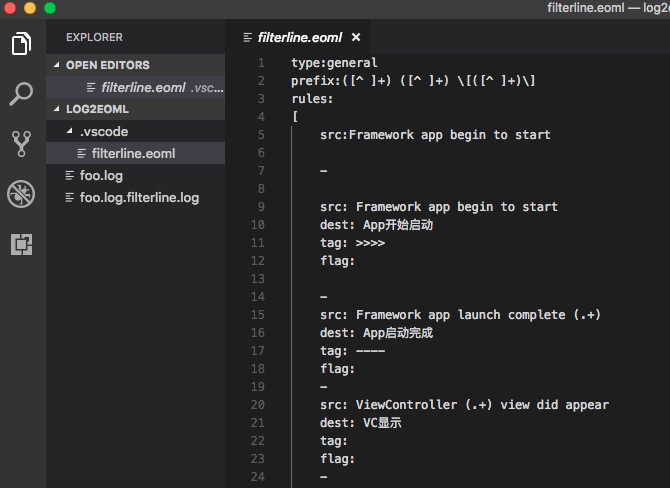 filterline.eoml — log2e
EXPLORER
OPEN EDITORS
filterline.eoml .vsc...
LOG2EOML
.vscode
filterline.eoml
foo.log
foo.log.filterline.log
filterline.eoml
1 type:general
2 prefix:([^ ]+) ([^ ]+) \[([^ ]+)\]
3 rules:
4 [
5 src:Framework app begin to start
6
7 -
8
9 src: Framework app begin to start
10 dest: App开始启动
11 tag: >>>>
12 flag:
13
14 -
15 src: Framework app launch complete (.+)
16 dest: App启动完成
17 tag: ----
18 flag:
19 -
20 src: ViewController (.+) view did appear
21 dest: VC显示
22 tag:
23 flag:
24 -